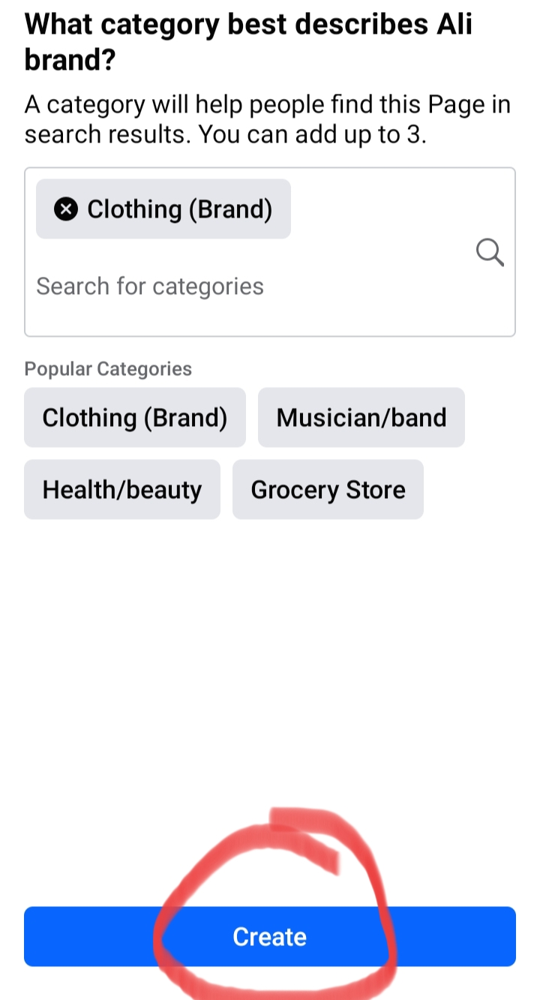 What category best describes Ali
brand?
A category will help people find this Page in
search results. You can add up to 3.
Clothing (Brand)
Search for categories
Popular Categories
Clothing (Brand)
Musician/band
Health/beauty
Grocery Store
Create